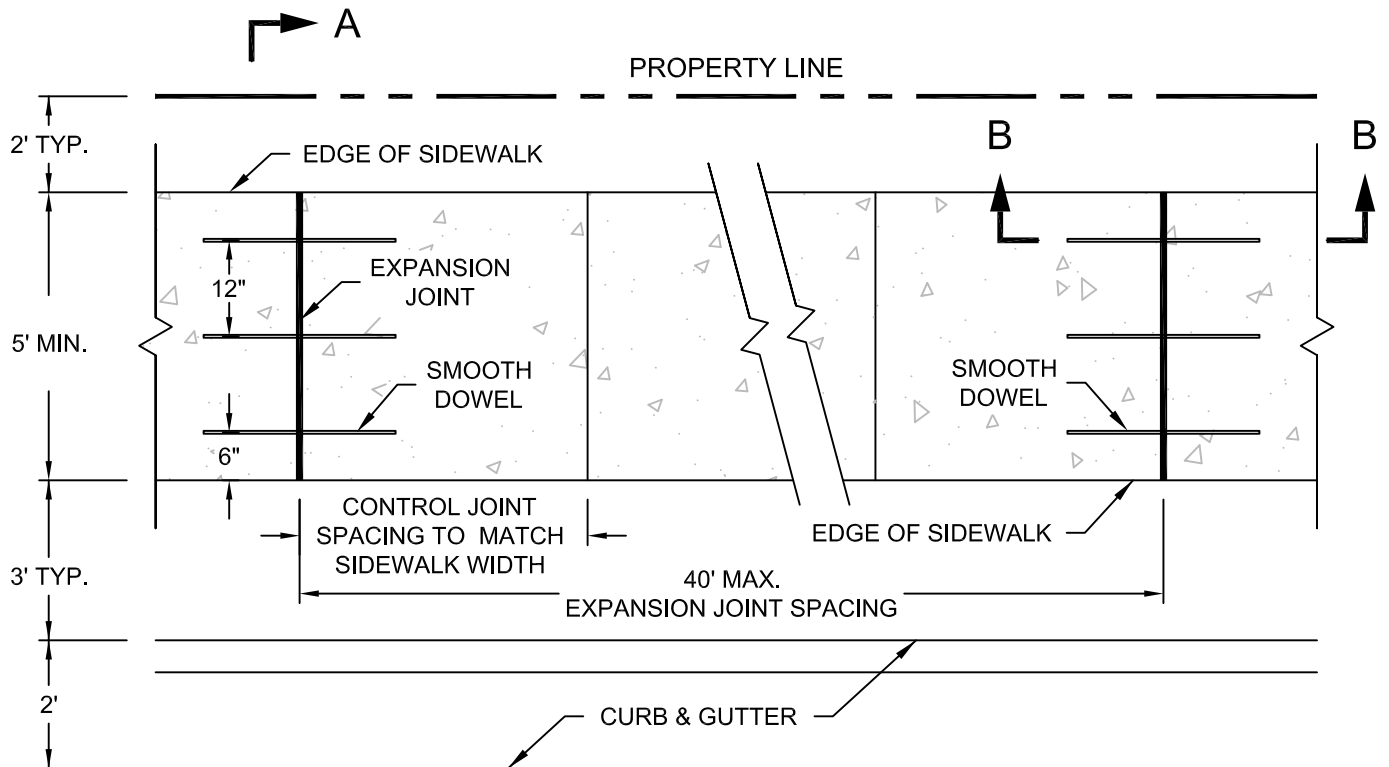 A
PROPERTY LINE
2' TYP.
EDGE OF SIDEWALK
B
B
12"
EXPANSION
JOINT
5' MIN.
SMOOTH
DOWEL
SMOOTH
DOWEL
6"
CONTROL JOINT
SPACING TO MATCH
SIDEWALK WIDTH
EDGE OF SIDEWALK
3' TYP.
40' MAX.
EXPANSION JOINT SPACING
2'
CURB & GUTTER